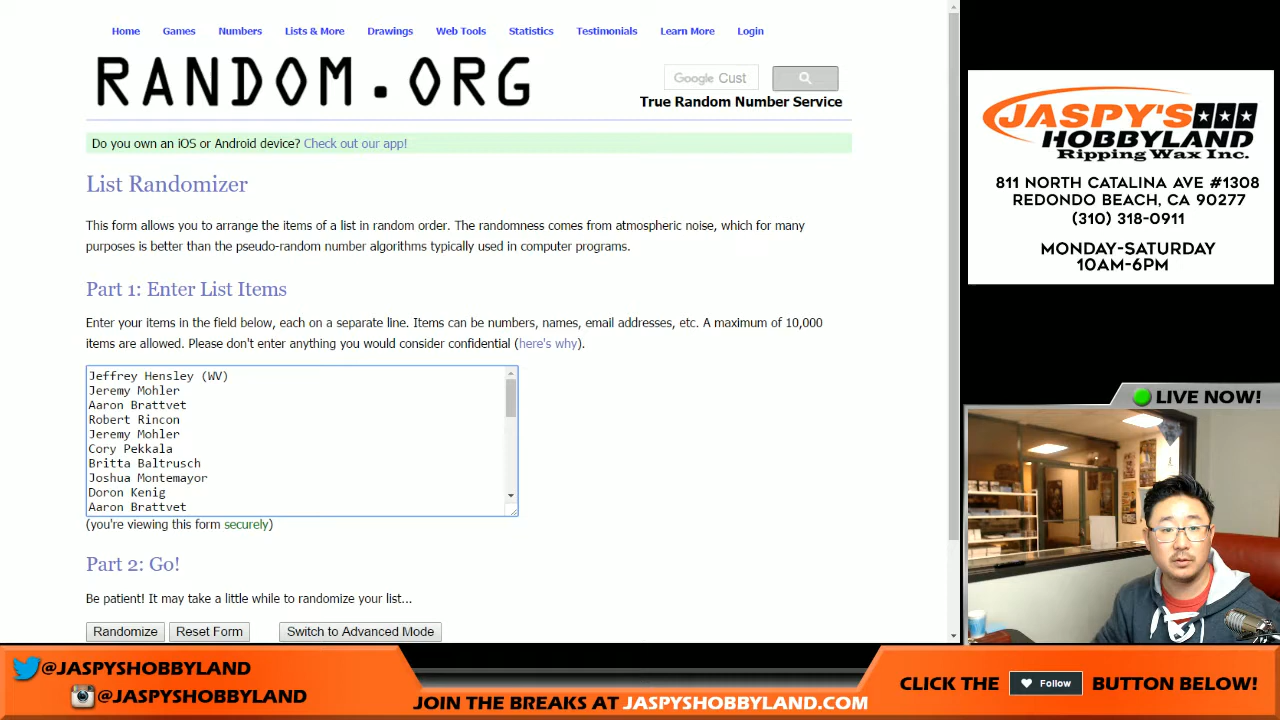 Home Games Numbers Lists & More Drawings Web Tools Statistics Testimonials Learn More Login
RANDOM.ORG
Google Cust
True Random Number Service
Do you own an iOS or Android device? Check out our app!
List Randomizer
This form allows you to arrange the items of a list in random order. The randomness comes from atmospheric noise, which for many
purposes is better than the pseudo-random number algorithms typically used in computer programs.
Part 1: Enter List Items
Enter your items in the field below, each on a separate line. Items can be numbers, names, email addresses, etc. A maximum of 10,000
items are allowed. Please don't enter anything you would consider confidential (here's why).
Jeffrey Hensley (WV)
Jeremy Mohler
Aaron Brattvet
Robert Rincon
Jeremy Mohler
Cory Pekkala
Britta Baltrusch
Joshua Montemayor
Doron Kenig
Aaron Brattvet
(you're viewing this form securely)
Part 2: Go!
Be patient! It may take a little while to randomize your list...
Randomize Reset Form Switch to Advanced Mode
JASPY'S
HOBBYLAND
Ripping Wax Inc.
811 NORTH CATALINA AVE #1308
REDONDO BEACH, CA 90277
(310) 318-0911
MONDAY-SATURDAY
10AM-6PM
LIVE NOW!
@JASPYSHOBBYLAND
@JASPYSHOBBYLAND
JOIN THE BREAKS AT JASPYSHOBBYLAND.COM
CLICK THE Follow BUTTON BELOW!